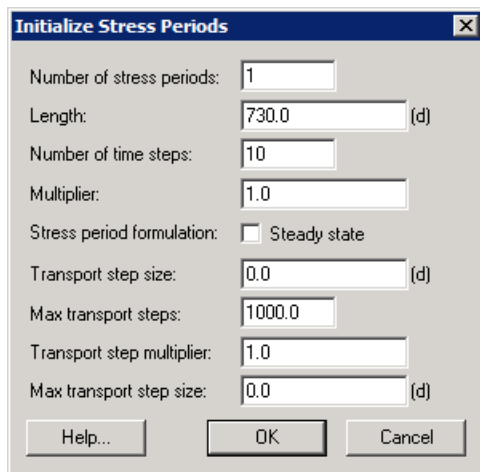 Initialize Stress Periods
Number of stress periods: 1
Length: 730.0 (d)
Number of time steps: 10
Multiplier: 1.0
Stress period formulation: Steady state
Transport step size: 0.0 (d)
Max transport steps: 1000.0
Transport step multiplier: 1.0
Max transport step size: 0.0 (d)
Help... OK Cancel